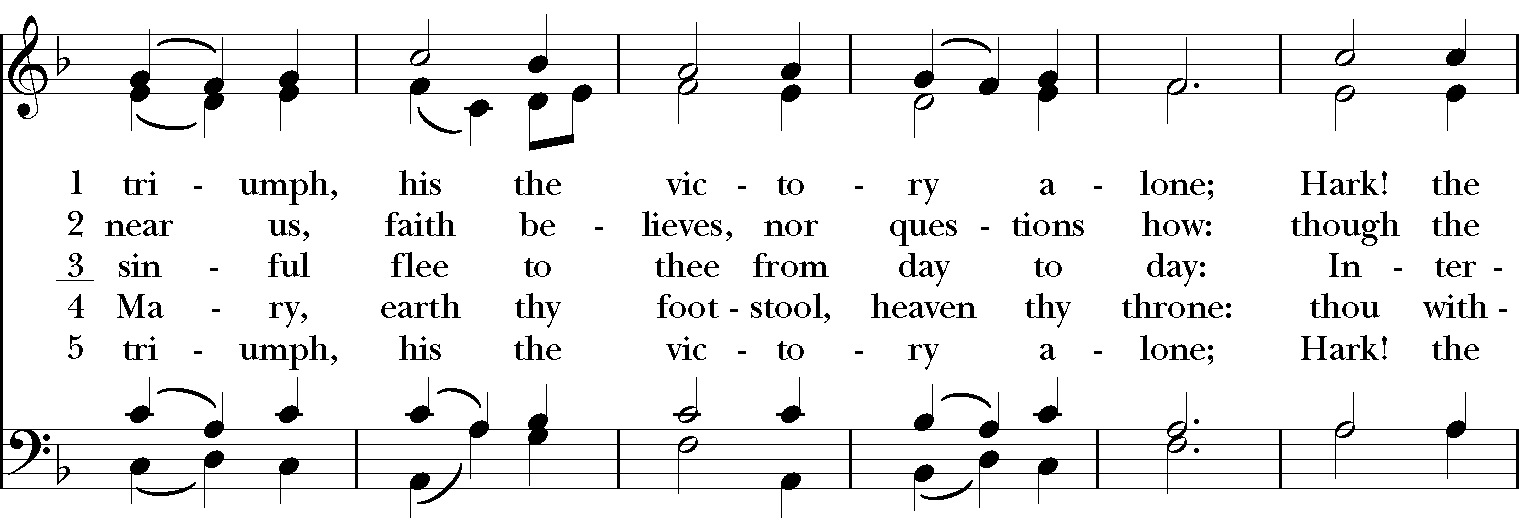 1 tri - umph, his the vic - to - ry a - lone; Hark! the
2 near us, faith be - lieves, nor ques - tions how: though the
3 sin - ful flee to thee from day to day: In - ter -
4 Ma - ry, earth thy foot - stool, heaven thy throne: thou with -
5 tri - umph, his the vic - to - ry a - lone; Hark! the